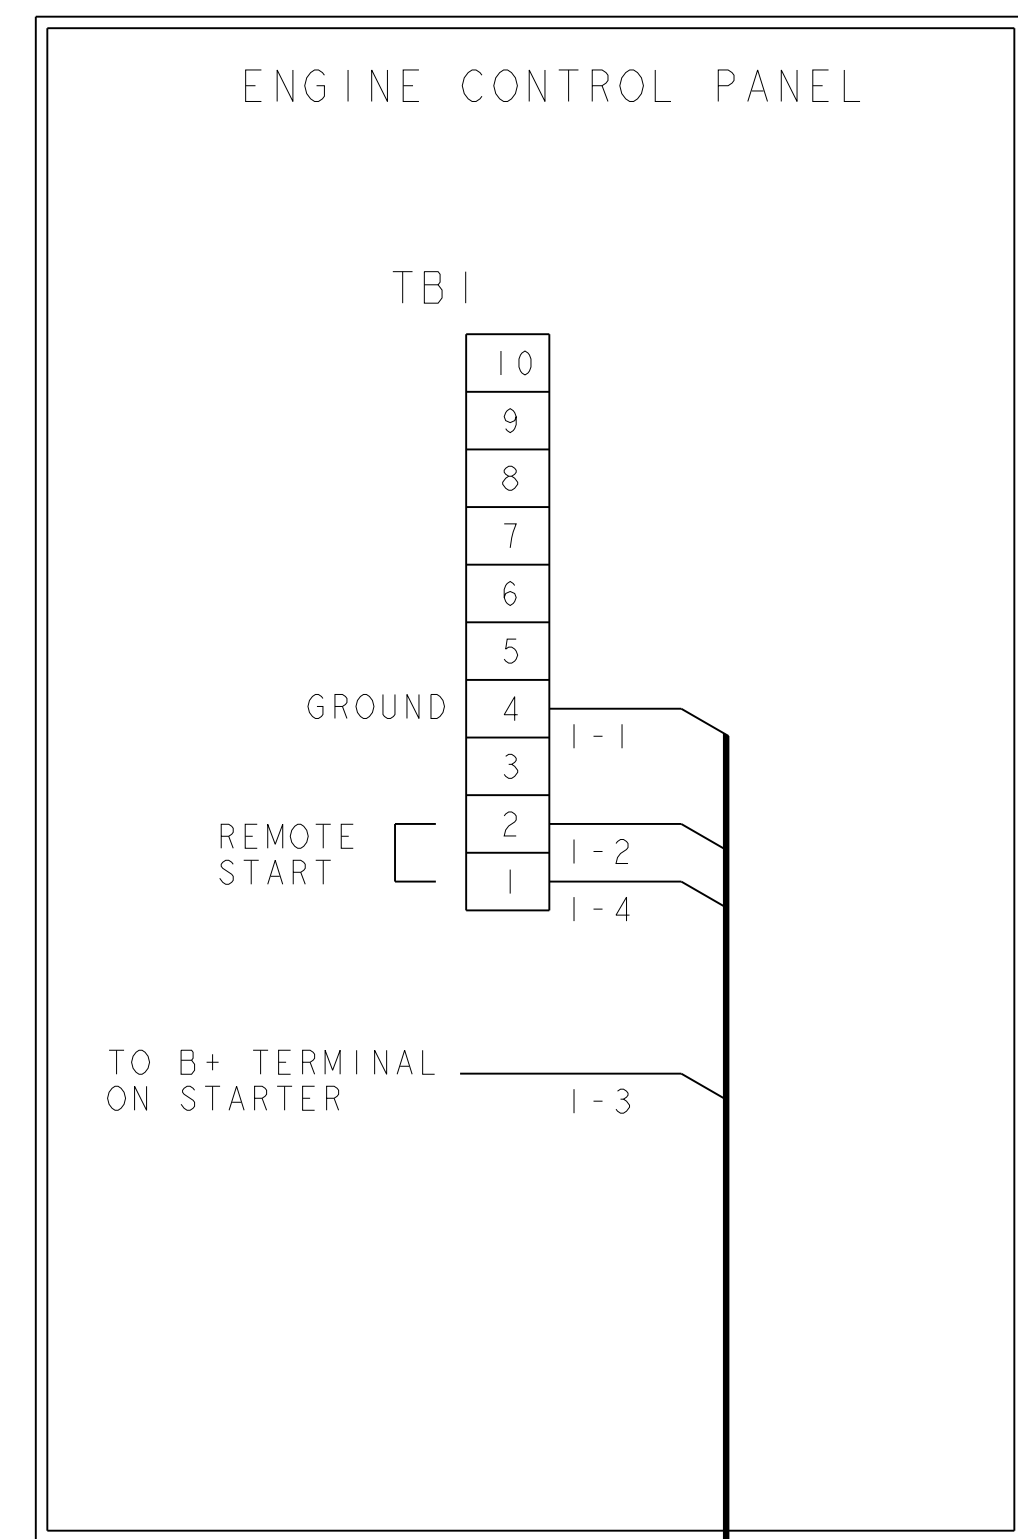 ENGINE CONTROL PANEL
TB1
10
9
8
7
6
5
GROUND 4
1-1
3
2
REMOTE
START
1-2
1
1-4
TO B+ TERMINAL
ON STARTER
1-3